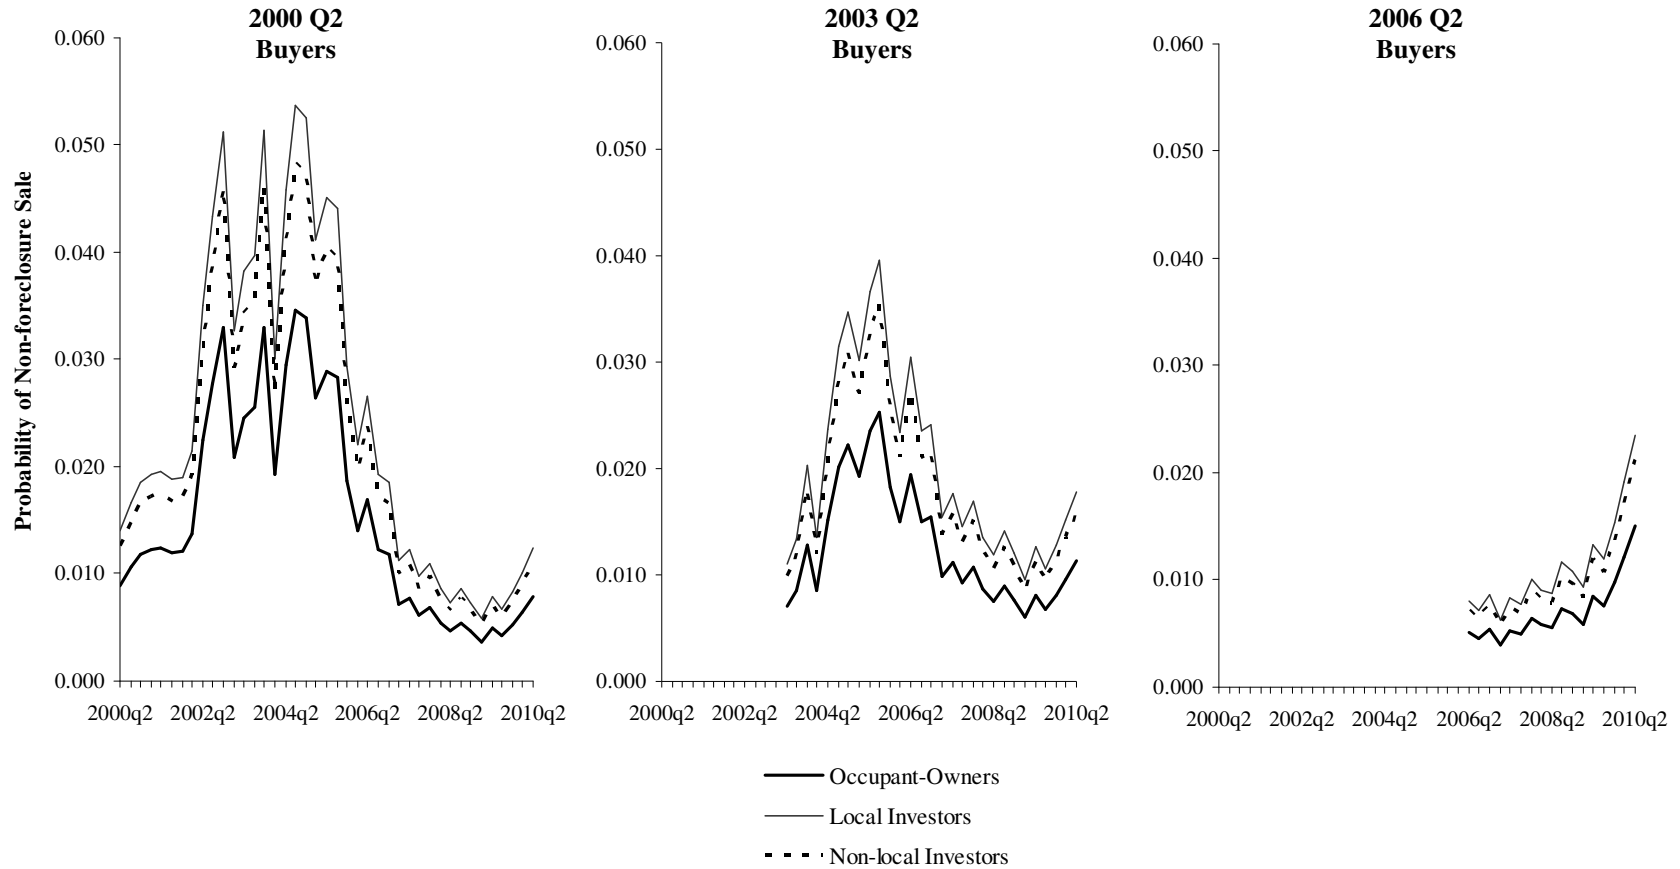 2000 Q2
Buyers
2003 Q2
Buyers
2006 Q2
Buyers
Probability of Non-foreclosure Sale
0.060
0.050
0.040
0.030
0.020
0.010
0.000
2000q2 2002q2 2004q2 2006q2 2008q2 2010q2
0.060
0.050
0.040
0.030
0.020
0.010
0.000
2000q2 2002q2 2004q2 2006q2 2008q2 2010q2
0.060
0.050
0.040
0.030
0.020
0.010
0.000
2000q2 2002q2 2004q2 2006q2 2008q2 2010q2
Occupant-Owners
Local Investors
Non-local Investors